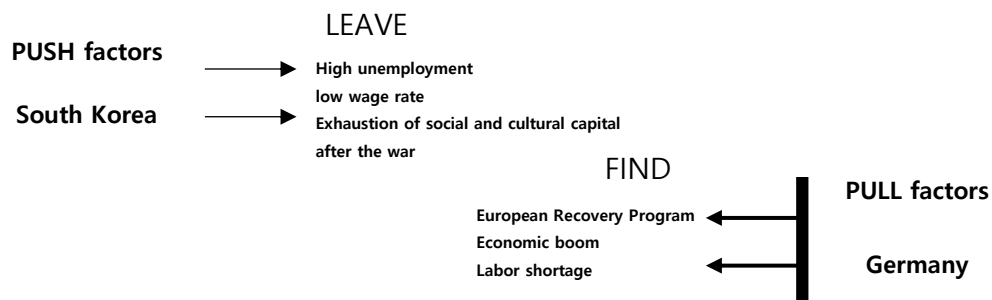 LEAVE
PUSH factors
High unemployment
low wage rate
South Korea
Exhaustion of social and cultural capital
after the war
FIND
PULL factors
European Recovery Program
Economic boom
Germany
Labor shortage